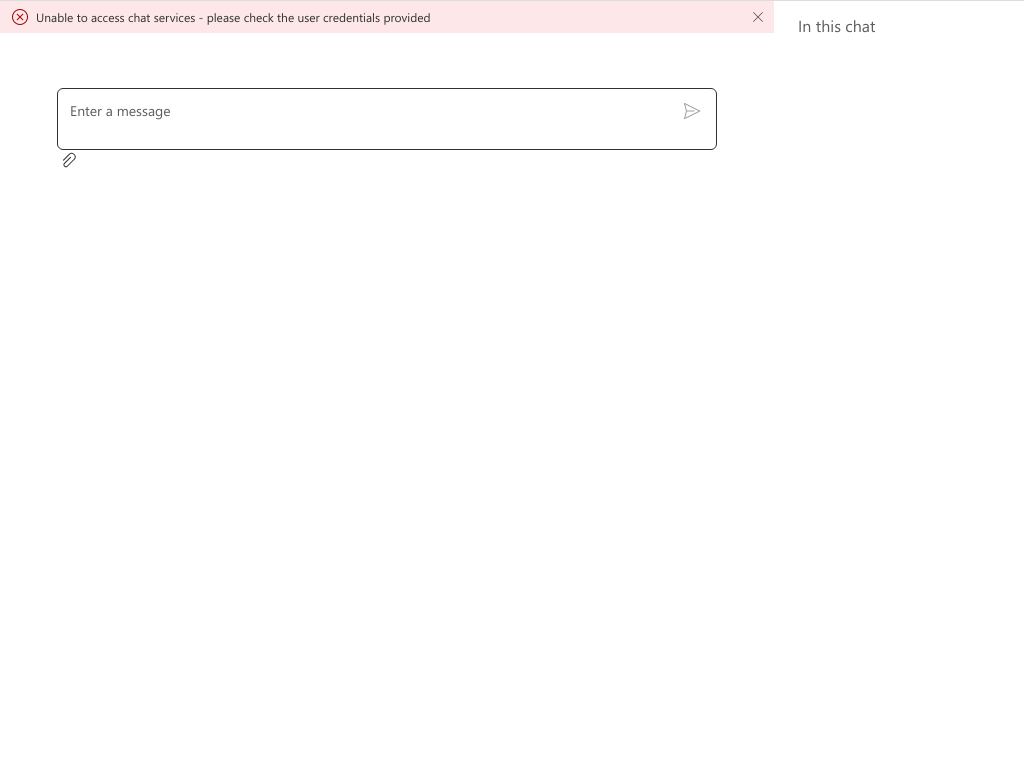 Unable to access chat services - please check the user credentials provided
In this chat
Enter a message